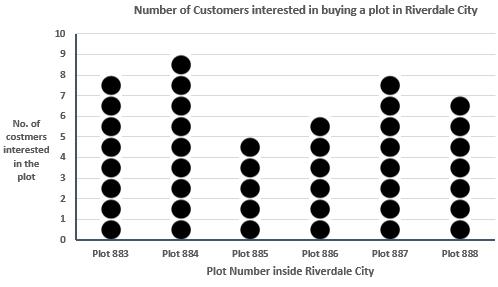 Number of Customers interested in buying a plot in Riverdale City
10
9
8
7
6
5
4
3
2
1
0
No. of
costmers
interested
in the
plot
Plot 883 Plot 884 Plot 885 Plot 886 Plot 887 Plot 888
Plot Number inside Riverdale City